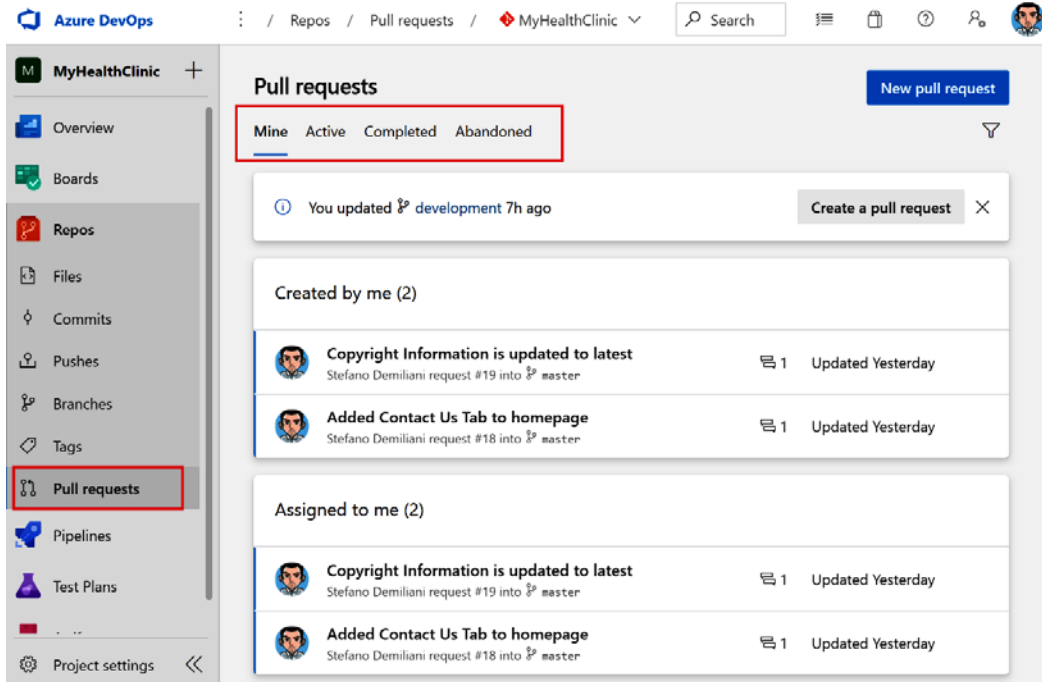 Azure DevOps
/ Repos / Pull requests / MyHealthClinic
Search
M MyHealthClinic
Overview
Boards
Repos
Files
Commits
Pushes
Branches
Tags
Pull requests
Pipelines
Test Plans
Project settings
Pull requests
New pull request
Mine Active Completed Abandoned
You updated development 7h ago
Create a pull request
Created by me (2)
Copyright Information is updated to latest
Stefano Demiliani request #19 into master
1 Updated Yesterday
Added Contact Us Tab to homepage
Stefano Demiliani request #18 into master
1 Updated Yesterday
Assigned to me (2)
Copyright Information is updated to latest
Stefano Demiliani request #19 into master
1 Updated Yesterday
Added Contact Us Tab to homepage
Stefano Demiliani request #18 into master
1 Updated Yesterday